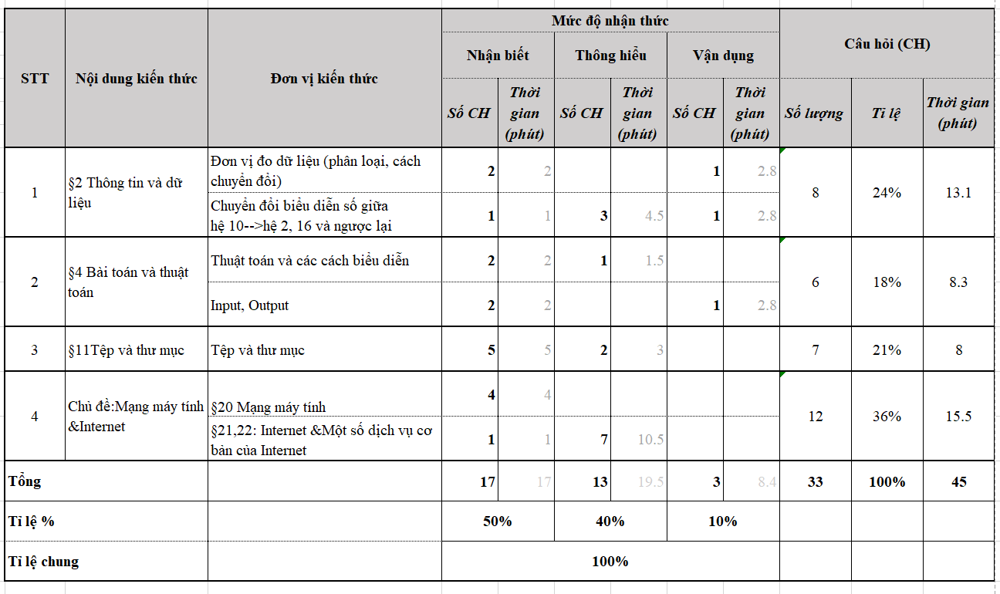 STT Nội dung kiến thức Đơn vị kiến thức Mức độ nhận thức Câu hỏi (CH)
Nhận biết Thông hiểu Vận dụng
Số CH Thời gian (phút) Số CH Thời gian (phút) Số CH Thời gian (phút) Số lượng Tỉ lệ Thời gian (phút)
1 §2 Thông tin và dữ liệu Đơn vị đo dữ liệu (phân loại, cách chuyển đổi) 2 2 1 2.8 8 24% 13.1
Chuyển đổi biểu diễn số giữa hệ 10-->hệ 2, 16 và ngược lại 1 1 3 4.5 1 2.8
2 §4 Bài toán và thuật toán Thuật toán và các cách biểu diễn 2 2 1 1.5 6 18% 8.3
Input, Output 2 2 1 2.8
3 §11Tệp và thư mục Tệp và thư mục 5 5 2 3 7 21% 8
4 Chủ đề:Mạng máy tính &Internet §20 Mạng máy tính 4 4 12 36% 15.5
§21,22: Internet &Một số dịch vụ cơ bản của Internet 1 1 7 10.5
Tổng 17 17 13 19.5 3 8.4 33 100% 45
Tỉ lệ % 50% 40% 10%
Tỉ lệ chung 100%